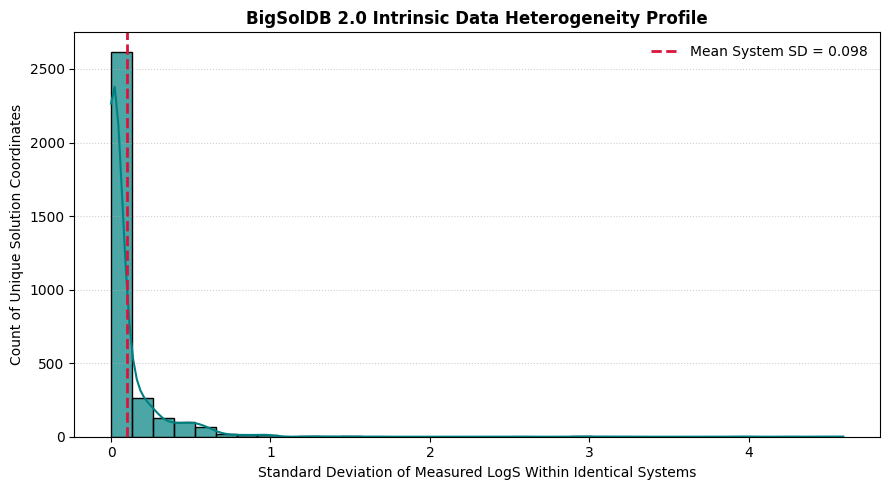 BigSolDB 2.0 Intrinsic Data Heterogeneity Profile
Mean System SD = 0.098
Count of Unique Solution Coordinates
2500
2000
1500
1000
500
0
0 1 2 3 4
Standard Deviation of Measured LogS Within Identical Systems